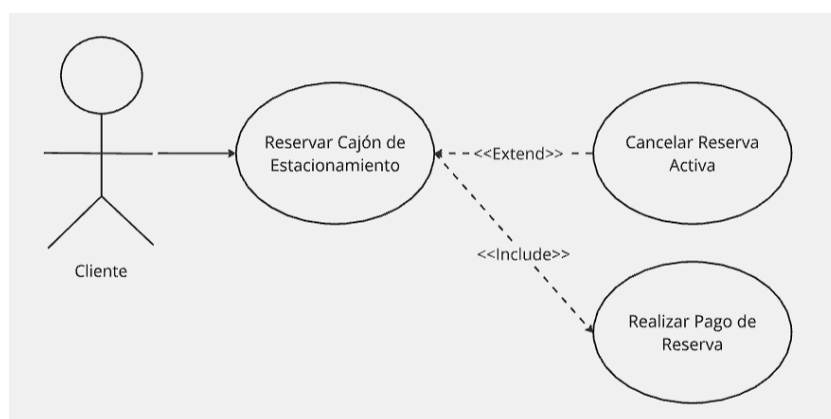 Reservar Cajón de
Estacionamiento
<<Extend>>
Cancelar Reserva
Activa
<<Include>>
Cliente
Realizar Pago de
Reserva